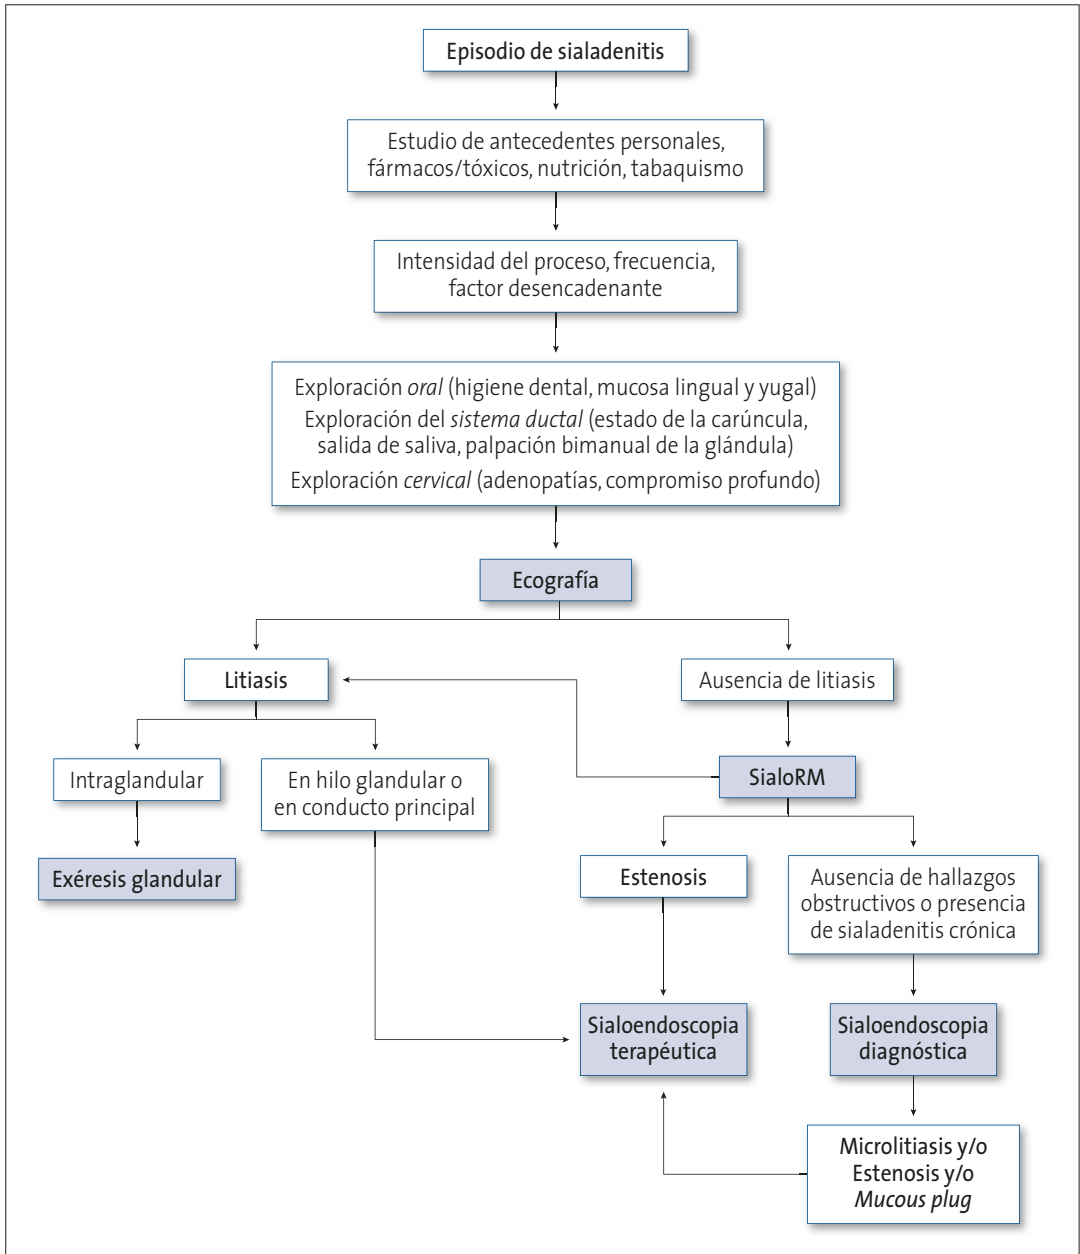 Episodio de sialadenitis
Estudio de antecedentes personales,
fármacos/tóxicos, nutrición, tabaquismo
Intensidad del proceso, frecuencia,
factor desencadenante
Exploración oral (higiene dental, mucosa lingual y yugal)
Exploración del sistema ductal (estado de la carúncula,
salida de saliva, palpación bimanual de la glándula)
Exploración cervical (adenopatías, compromiso profundo)
Ecografía
Litiasis
Ausencia de litiasis
Intraglandular
En hilo glandular o
en conducto principal
SialoRM
Exéresis glandular
Estenosis
Ausencia de hallazgos
obstructivos o presencia
de sialadenitis crónica
Sialoendoscopia
terapéutica
Sialoendoscopia
diagnóstica
Microlitiasis y/o
Estenosis y/o
Mucous plug